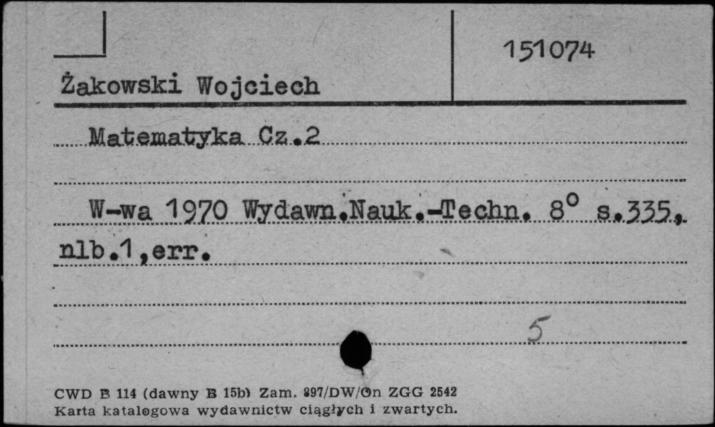 151074
Żakowski Wojciech
Matematyka Cz.2
W-wa 1970 Wydawn.Nauk.-Techn. 8° s.335,
nlb.1,err.
5
CWD B 114 (dawny B 15b) Zam. 897/DW/On ZGG 2542
Karta katalogowa wydawnictw ciągłych i zwartych.